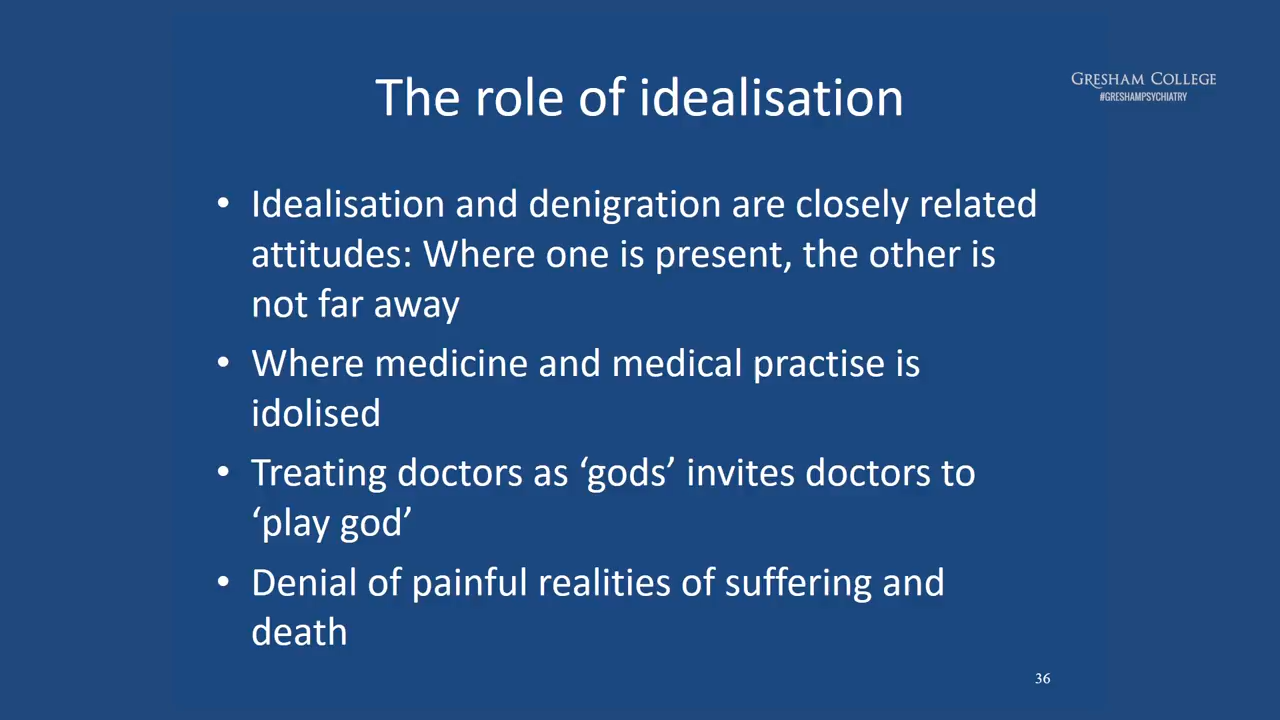 The role of idealisation
GRESHAM COLLEGE
#GRESHAMPSYCHIATRY
• Idealisation and denigration are closely related
attitudes: Where one is present, the other is
not far away
• Where medicine and medical practise is
idolised
• Treating doctors as ‘gods’ invites doctors to
‘play god’
• Denial of painful realities of suffering and
death
36